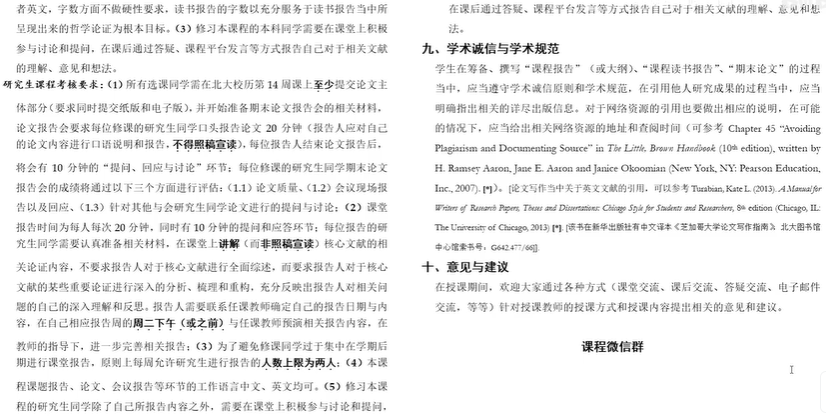 者英文，字数方面不做硬性要求，读书报告的字数以充分服务于读书报告当中所
呈现出来的哲学论证为根本目标。(3) 修习本课程的本科同学需要在课堂上积极
参与讨论和提问，在课后通过答疑、课程平台发言等方式报告自己对于相关文献
的理解、意见和想法。
研究生课程考核要求：(1) 所有选课同学需在北大校历第 14 周课上至少提交论文主
体部分（要求同时提交纸版和电子版），并开始准备期末论文报告会的相关材料，
论文报告会要求每位修课的研究生同学口头报告论文 20 分钟（报告人应对自己
的论文内容进行口语说明和报告，不得照稿宣读），每位报告人结束论文报告后，
将会有 10 分钟的“提问、回应与讨论”环节；每位修课的研究生同学期末论文
报告会的成绩将通过以下三个方面进行评估：(1.1) 论文质量、(1.2) 会议现场报
告以及回应、(1.3) 针对其他与会研究生同学论文进行的提问与讨论；(2) 课堂
报告时间为每人每次 20 分钟，同时有 10 分钟的提问和应答环节；每位报告的研
究生同学需要认真准备相关材料，在课堂上讲解（而非照稿宣读）核心文献的相
关论证内容，不要求报告人对于核心文献进行全面综述，而要求报告人对于核心
文献的某些重要论证进行深入的分析、梳理和重构，充分反映出报告人对相关问
题的自己的深入理解和反思。报告人需要联系任课教师确定自己的报告日期与内
容，在自己相应报告周的周二下午（或之前）与任课教师预演相关报告内容，在
教师的指导下，进一步完善相关报告；(3) 为了避免修课同学过于集中在学期后
期进行课堂报告，原则上每周允许研究生进行报告的人数上限为两人；(4) 本课
程课题报告、论文、会议报告等环节的工作语言中文、英文均可。(5) 修习本课
程的研究生同学除了自己所报告内容之外，需要在课堂上积极参与讨论和提问，
在课后通过答疑、课程平台发言等方式报告自己对于相关文献的理解、意见和想
法。
九、学术诚信与学术规范
学生在筹备、撰写“课程报告”（或大纲）、“课程读书报告”、“期末论文”的过程
当中，应当遵守学术诚信原则和学术规范，在引用他人研究成果的过程当中，应当
明确指出相关的详尽出版信息。对于网络资源的引用也要做出相应的说明，在可能
的情况下，应当给出相关网络资源的地址和查阅时间（可参考 Chapter 45 “Avoiding
Plagiarism and Documenting Source” in The Little, Brown Handbook (10th edition), written by
H. Ramsey Aaron, Jane E. Aaron and Janice Okoomian (New York, NY: Pearson Education,
Inc., 2007). [*]）。[论文写作当中关于英文文献的引用，可以参考 Turabian, Kate L. (2013). A Manual for
Writers of Research Papers, Theses and Dissertations: Chicago Style for Students and Researchers, 8th edition (Chicago, IL:
The University of Chicago, 2013) [*]. [该书在新华出版社有中文译本《芝加哥大学论文写作指南》，北大图书馆
中心馆索书号：G642.477/66]].
十、意见与建议
在授课期间，欢迎大家通过各种方式（课堂交流、课后交流、答疑交流、电子邮件
交流，等等）针对授课教师的授课方式和授课内容提出相关的意见和建议。
课程微信群